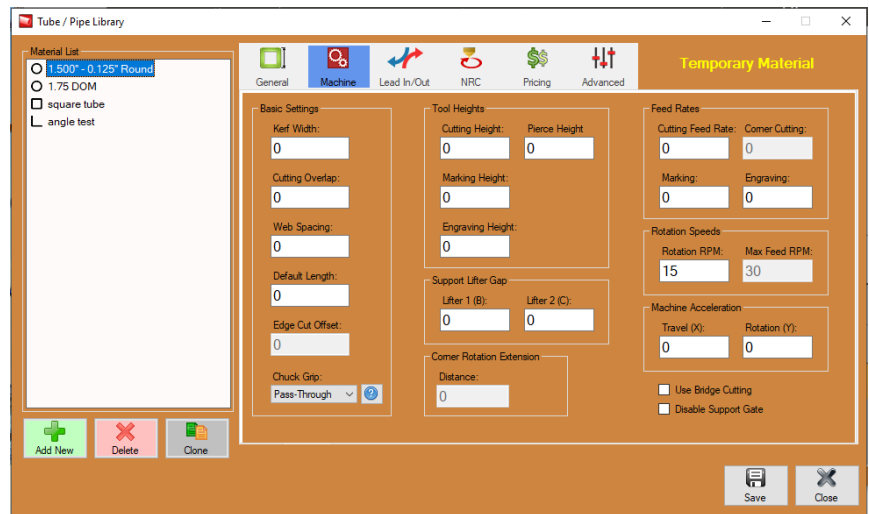 Tube / Pipe Library
Material List
1.500" - 0.125" Round
1.75 DOM
square tube
angle test
Add New
Delete
Clone
General
Machine
Lead In/Out
NRC
Pricing
Advanced
Temporary Material
Basic Settings
Kerf Width:
0
Cutting Overlap:
0
Web Spacing:
0
Default Length:
0
Edge Cut Offset:
0
Chuck Grip:
Pass-Through
Tool Heights
Cutting Height: Pierce Height
0 0
Marking Height:
0
Engraving Height:
0
Support Lifter Gap
Lifter 1 (B): Lifter 2 (C):
0 0
Corner Rotation Extension
Distance:
0
Feed Rates
Cutting Feed Rate: Corner Cutting:
0 0
Marking: Engraving:
0 0
Rotation Speeds
Rotation RPM: Max Feed RPM:
15 30
Machine Acceleration
Travel (X): Rotation (Y):
0 0
Use Bridge Cutting
Disable Support Gate
Save
Close